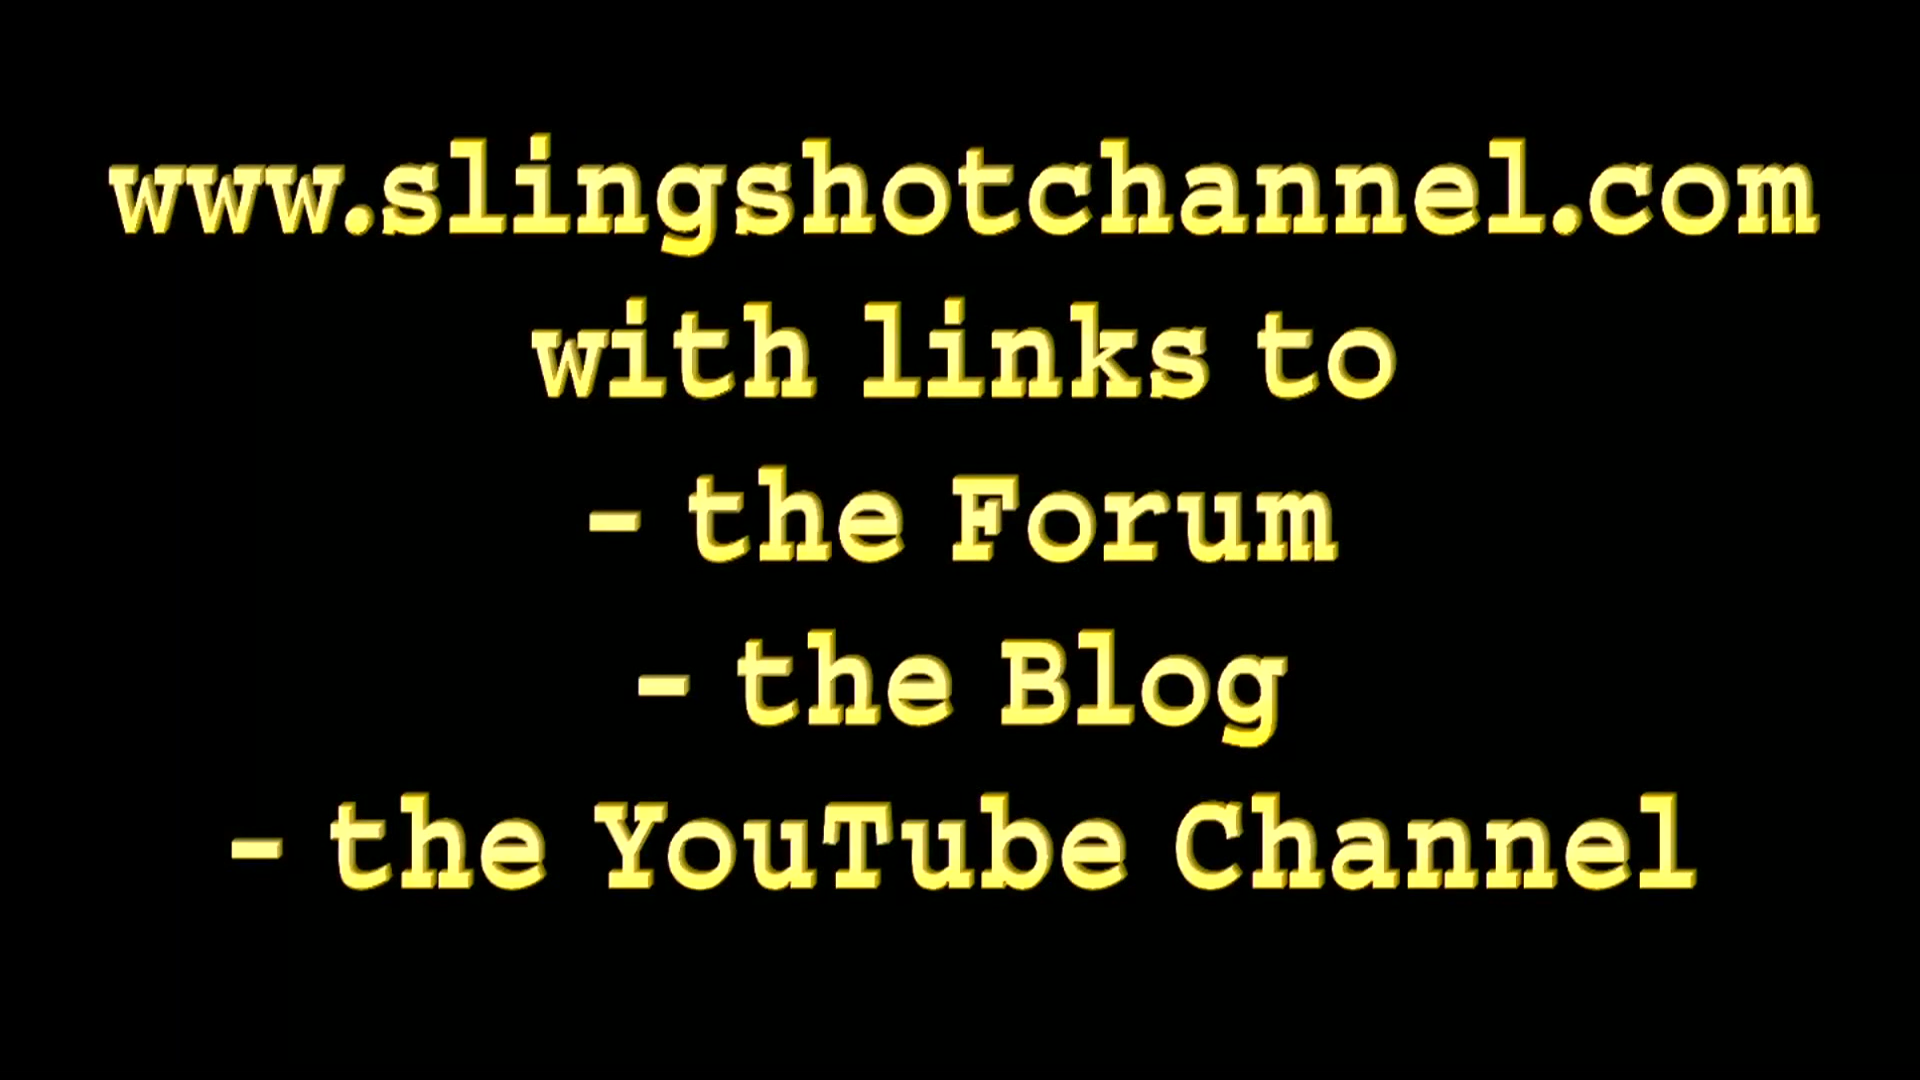 www.slingshotchannel.com
with links to
- the Forum
- the Blog
- the YouTube Channel